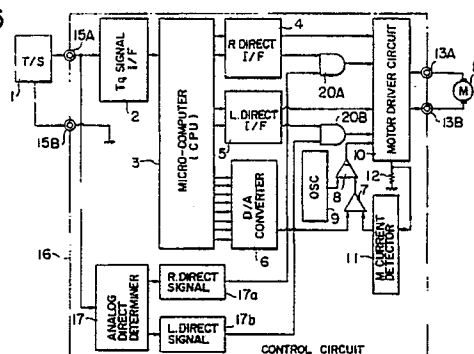 15A
T/S
1
15B
16
Tq SIGNAL
I/F
2
MICRO-COMPUTER
(CPU)
3
4
R DIRECT
I/F
L.DIRECT
I/F
5
D/A
CONVERTER
6
20A
20B
OSC
9
8
7
10
12
MOTOR DRIVER CIRCUIT
13A
13B
M
M.CURRENT
DETECTOR
11
ANALOG
DIRECT
DETERMINER
17
R.DIRECT
SIGNAL
17a
L.DIRECT
SIGNAL
17b
CONTROL CIRCUIT